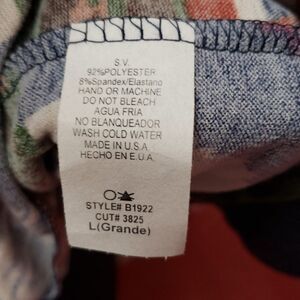 S.V.
92%POLYESTER
8%Spandex/Elastano
HAND OR MACHINE
DO NOT BLEACH
AGUA FRIA
NO BLANQUEADOR
WASH COLD WATER
MADE IN U.S.A.
HECHO EN E.U.A.
STYLE# B1922
CUT# 3825
L(Grande)